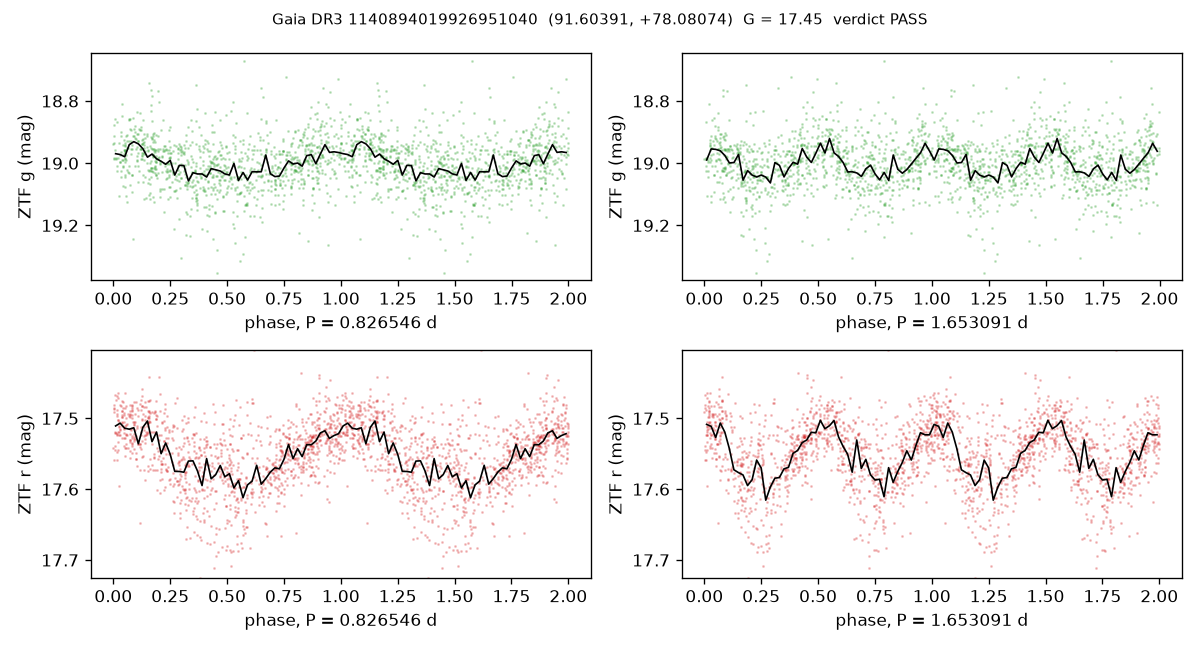 Gaia DR3 1140894019926951040 (91.60391, +78.08074) G = 17.45 verdict PASS
ZTF g (mag)
18.8
19.0
19.2
0.00 0.25 0.50 0.75 1.00 1.25 1.50 1.75 2.00
phase, P = 0.826546 d
ZTF g (mag)
18.8
19.0
19.2
0.00 0.25 0.50 0.75 1.00 1.25 1.50 1.75 2.00
phase, P = 1.653091 d
ZTF r (mag)
17.5
17.6
17.7
0.00 0.25 0.50 0.75 1.00 1.25 1.50 1.75 2.00
phase, P = 0.826546 d
ZTF r (mag)
17.5
17.6
17.7
0.00 0.25 0.50 0.75 1.00 1.25 1.50 1.75 2.00
phase, P = 1.653091 d